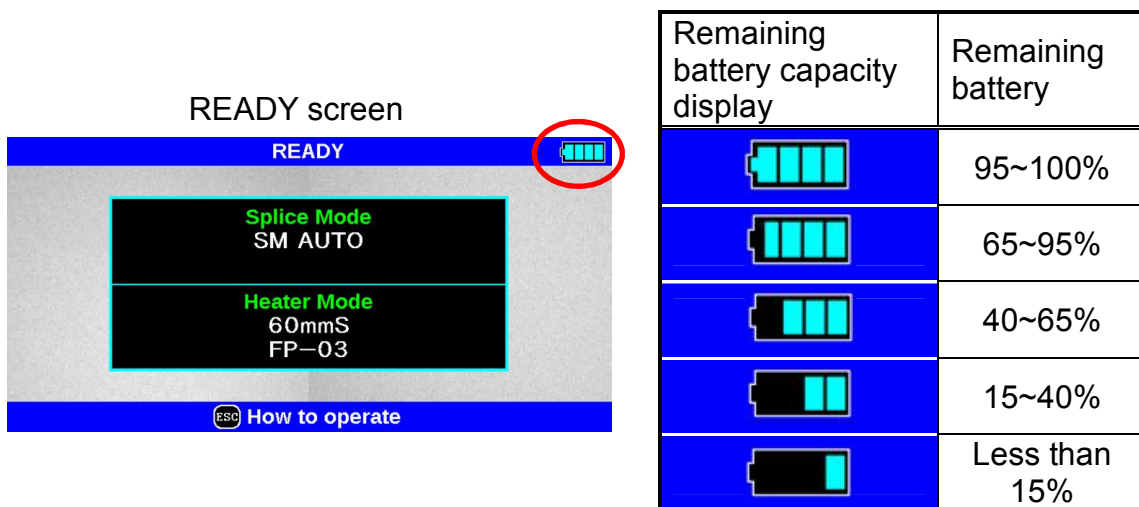 READY screen
READY
Splice Mode
SM AUTO
Heater Mode
60mmS
FP-03
ESC How to operate
Remaining
battery capacity
display
Remaining
battery
95~100%
65~95%
40~65%
15~40%
Less than
15%